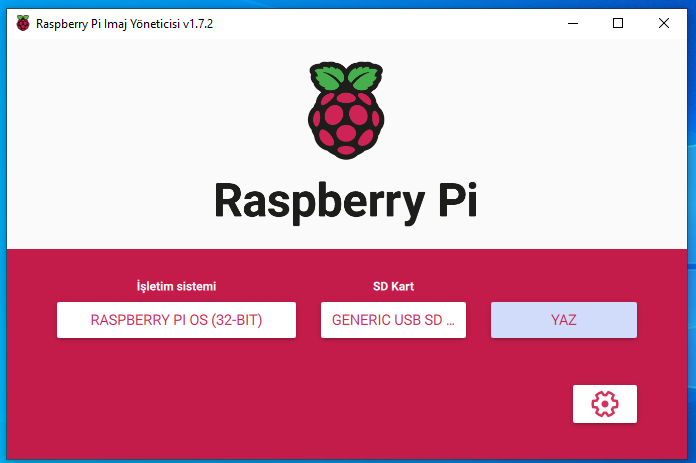 Raspberry Pi Imaj Yöneticisi v1.7.2
Raspberry Pi
İşletim sistemi
SD Kart
RASPBERRY PI OS (32-BIT)
GENERIC USB SD ...
YAZ